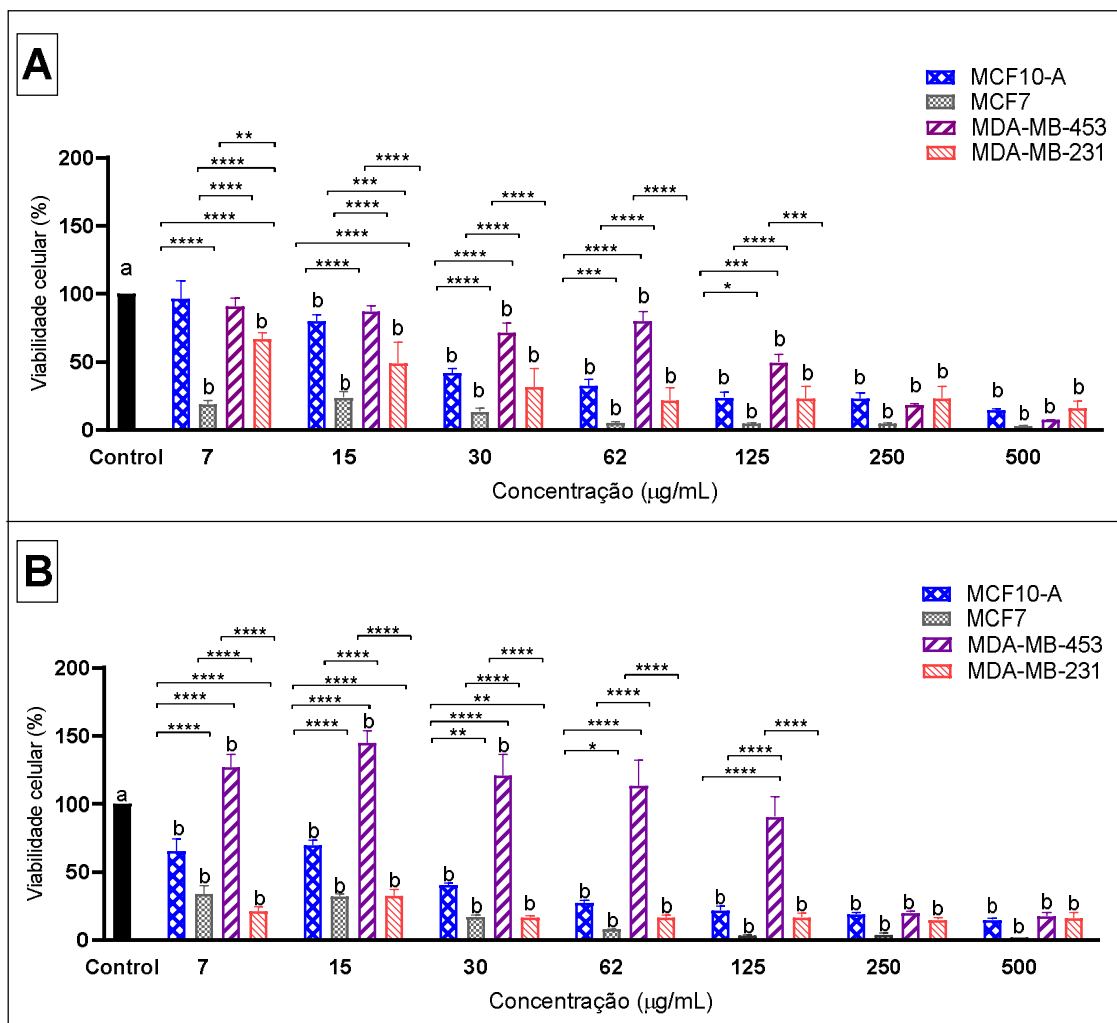 A
MCF10-A
MCF7
MDA-MB-453
MDA-MB-231
**
**** ****
**** *** **** ****
**** **** **** **** ***
**** **** **** **** ****
**** **** *** ***
**** *** *
200
150
100
50
0
Viabilidade celular (%)
a
b b
b b b
b b b b
b b b b
b b b b
b b b b
b b b b
Control 7 15 30 62 125 250 500
Concentração (µg/mL)
B
MCF10-A
MCF7
MDA-MB-453
MDA-MB-231
**** ****
**** **** **** ****
**** **** **** **** ****
**** **** ** **** ****
**** **** **** * ****
**
200
150
100
50
0
Viabilidade celular (%)
a
b b b b
b b b b
b b b b
b b b
b b b b
b b b b
b b b b
Control 7 15 30 62 125 250 500
Concentração (µg/mL)